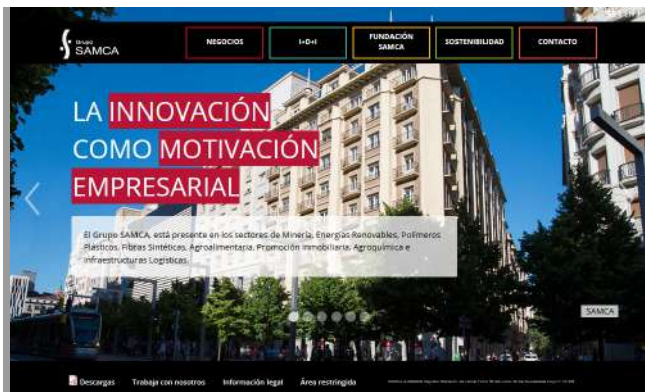 Grupo
SAMCA
NEGOCIOS
I+D+I
FUNDACIÓN
SAMCA
SOSTENIBILIDAD
CONTACTO
LA INNOVACIÓN
COMO MOTIVACIÓN
EMPRESARIAL
El Grupo SAMCA, está presente en los sectores de Minería, Energías Renovables, Polímeros
Plásticos, Fibras Sintéticas, Agroalimentaria, Promoción Inmobiliaria, Agroquímica e
Infraestructuras Logísticas.
SAMCA
Descargas
Trabaja con nosotros
Información legal
Área restringida